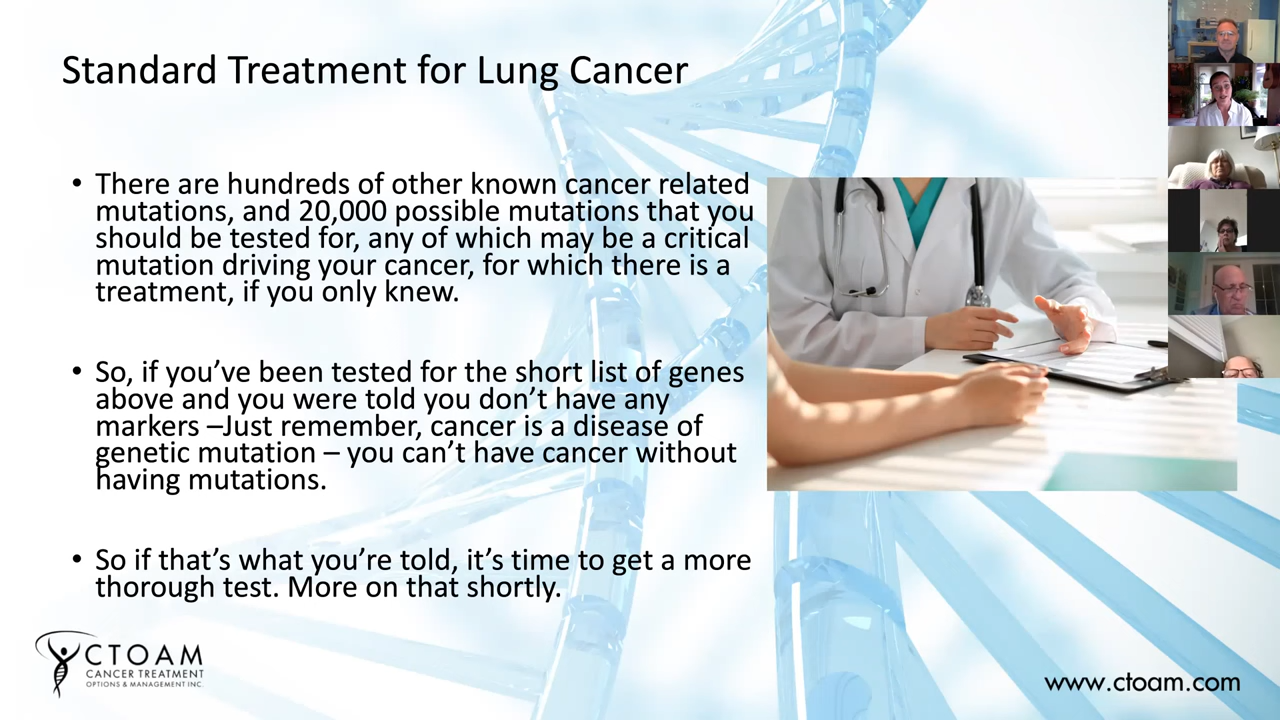 Standard Treatment for Lung Cancer
• There are hundreds of other known cancer related
mutations, and 20,000 possible mutations that you
should be tested for, any of which may be a critical
mutation driving your cancer, for which there is a
treatment, if you only knew.
• So, if you’ve been tested for the short list of genes
above and you were told you don’t have any
markers –Just remember, cancer is a disease of
genetic mutation – you can’t have cancer without
having mutations.
• So if that’s what you’re told, it’s time to get a more
thorough test. More on that shortly.
CTOAM
CANCER TREATMENT
OPTIONS & MANAGEMENT INC.
www.ctoam.com